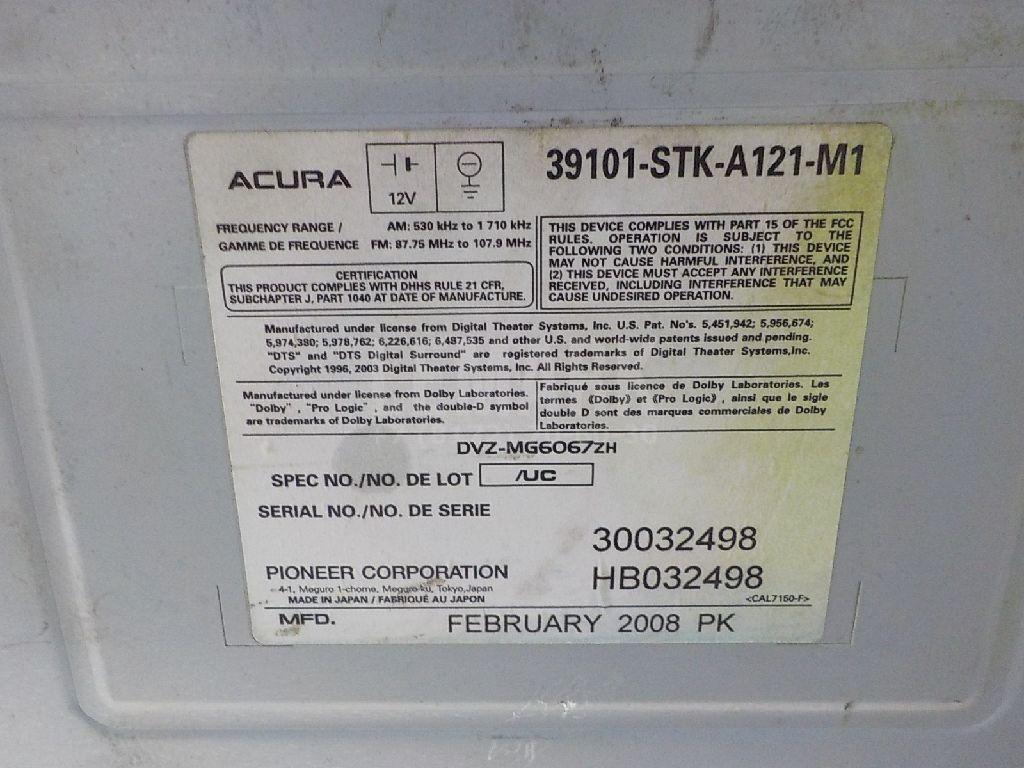 ACURA
12V
39101-STK-A121-M1
FREQUENCY RANGE / AM: 530 kHz to 1 710 kHz
GAMME DE FREQUENCE FM: 87.75 MHz to 107.9 MHz
CERTIFICATION
THIS PRODUCT COMPLIES WITH DHHS RULE 21 CFR,
SUBCHAPTER J, PART 1040 AT DATE OF MANUFACTURE.
THIS DEVICE COMPLIES WITH PART 15 OF THE FCC
RULES. OPERATION IS SUBJECT TO THE
FOLLOWING TWO CONDITIONS: (1) THIS DEVICE
MAY NOT CAUSE HARMFUL INTERFERENCE, AND
(2) THIS DEVICE MUST ACCEPT ANY INTERFERENCE
RECEIVED, INCLUDING INTERFERENCE THAT MAY
CAUSE UNDESIRED OPERATION.
Manufactured under license from Digital Theater Systems, Inc. U.S. Pat. No's. 5,451,942; 5,956,674;
5,974,380; 5,978,762; 6,226,616; 6,487,535 and other U.S. and world-wide patents issued and pending.
"DTS" and "DTS Digital Surround" are registered trademarks of Digital Theater Systems,Inc.
Copyright 1996, 2003 Digital Theater Systems, Inc. All Rights Reserved.
Manufactured under license from Dolby Laboratories.
"Dolby", "Pro Logic", and the double-D symbol
are trademarks of Dolby Laboratories.
Fabriqué sous licence de Dolby Laboratories. Les
termes 《Dolby》 et 《Pro Logic》, ainsi que le sigle
double D sont des marques commerciales de Dolby
Laboratories.
DVZ-MG6067ZH
SPEC NO./NO. DE LOT /UC
SERIAL NO./NO. DE SERIE
30032498
PIONEER CORPORATION HB032498
4-1, Meguro 1-chome, Meguro-ku, Tokyo,Japan
MADE IN JAPAN / FABRIQUÉ AU JAPON <CAL7150-F>
MFD. FEBRUARY 2008 PK